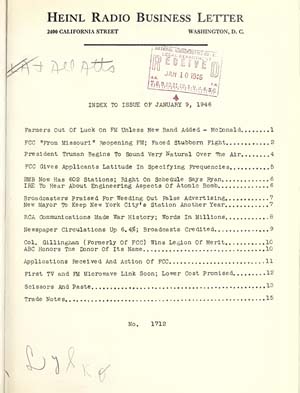 HEINL RADIO BUSINESS LETTER
2400 CALIFORNIA STREET WASHINGTON, D. C.
A + All Atts
RECEIVED
JAN 10 1946
INDEX TO ISSUE OF JANUARY 9, 1946
Farmers Out Of Luck On FM Unless New Band Added - McDonald.......1
FCC "From Missouri" Reopening FM; Faced Stubborn Fight...........2
President Truman Begins To Sound Very Natural Over The Air.......4
FCC Gives Applicants Latitude In Specifying Frequencies..........5
BMB Now Has 602 Stations; Right On Schedule Says Ryan............6
IRE To Hear About Engineering Aspects Of Atomic Bomb.............6
Broadcasters Praised For Weeding Out False Advertising...........7
New Mayor To Keep New York City's Station Another Year...........7
RCA Communications Made War History; Words In Millions...........8
Newspaper Circulations Up 6.4%; Broadcasts Credited..............9
Col. Gillingham (Formerly Of FCC) Wins Legion Of Merit..........10
ABC Honors The Donor Of Its Name................................10
Applications Received And Action Of FCC.........................11
First TV and FM Microwave Link Soon; Lower Cost Promised........12
Scissors And Paste..............................................13
Trade Notes.....................................................15
No. 1712